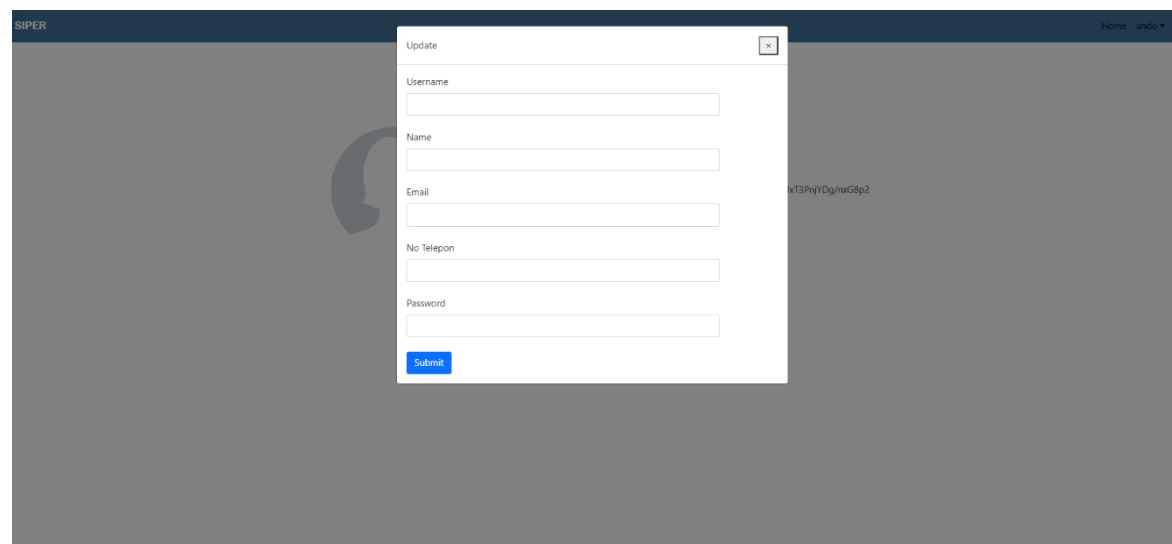 SIPER
Home ando
Update
×
Username
Name
Email
No Telepon
Password
Submit